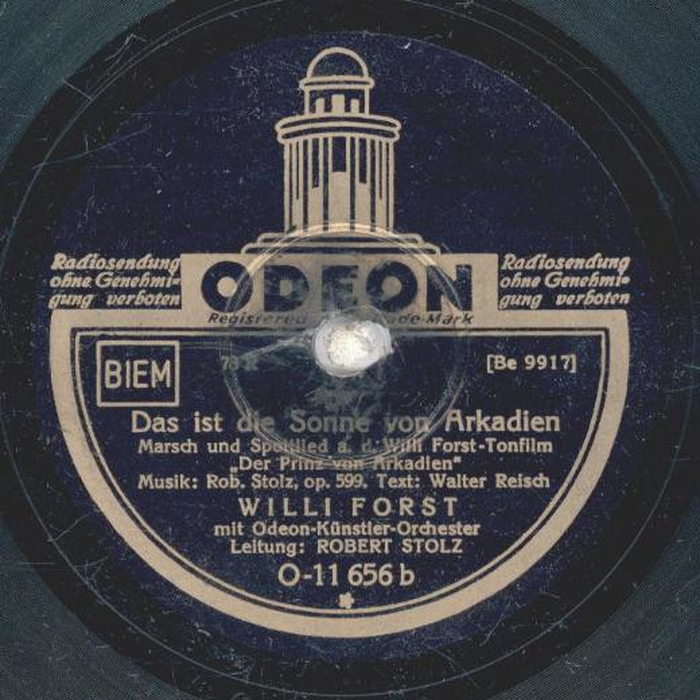 Radiosendung
ohne Genehmi-
gung verboten
ODEON
Registered Trade-Mark
Radiosendung
ohne Genehmi-
gung verboten
BIEM
[Be 9917]
Das ist die Sonne von Arkadien
Marsch und Spottlied a. d. Willi Forst-Tonfilm
„Der Prinz von Arkadien"
Musik: Rob. Stolz, op. 599. Text: Walter Reisch
WILLI FORST
mit Odeon-Künstler-Orchester
Leitung: ROBERT STOLZ
O-11 656 b